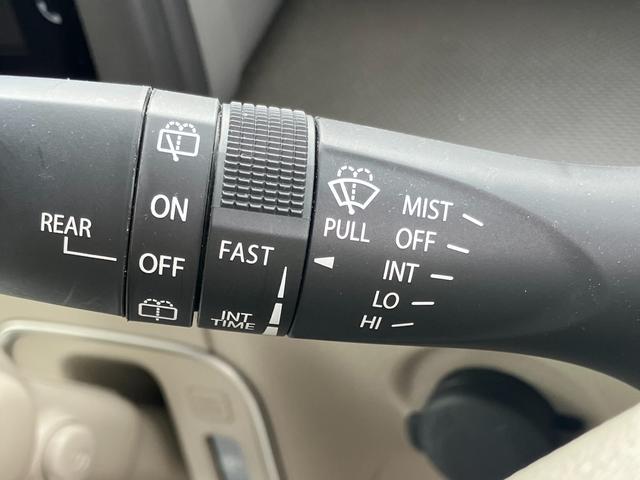 REAR
ON
OFF
FAST
INT
TIME
PULL
MIST
OFF
INT
LO
HI